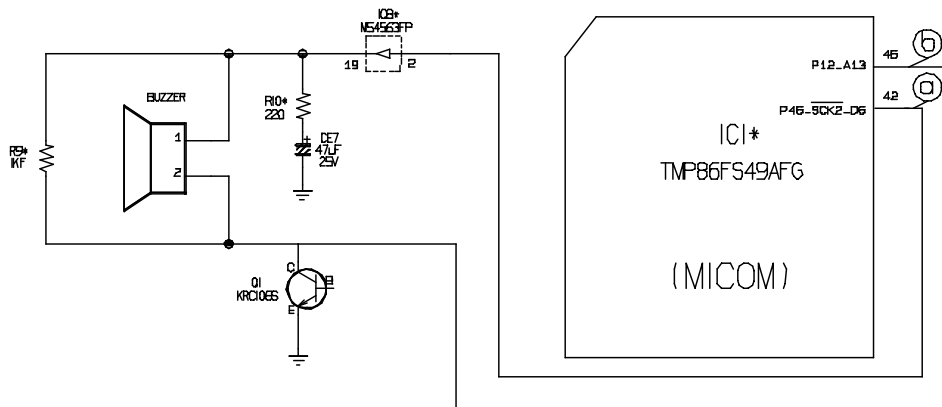 IC8*
M54563FP
19
2
BUZZER
1
2
R9*
1KF
R10*
220
CE7
47uF
25V
+
Q1
KRC106S
C
B
E
P12_A13
45
b
P46_SCK2_D6
42
a
IC1*
TMP86FS49AFG
(MICOM)